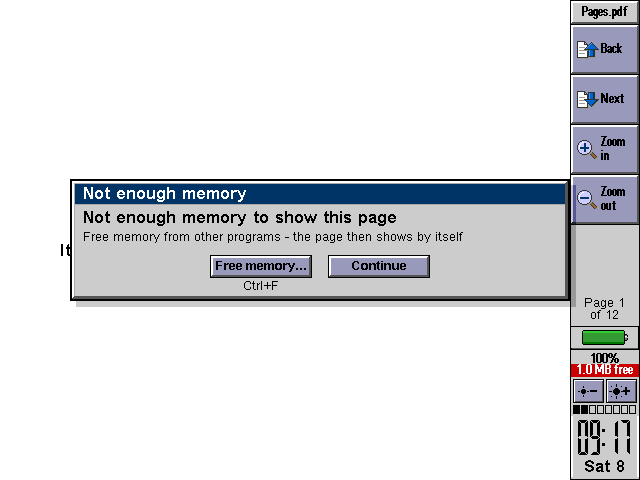 Pages.pdf
Back
Next
Zoom
in
Zoom
out
Not enough memory
Not enough memory to show this page
Free memory from other programs - the page then shows by itself
It
Free memory...
Continue
Ctrl+F
Page 1
of 12
100%
1.0 MB free
09:17
Sat 8